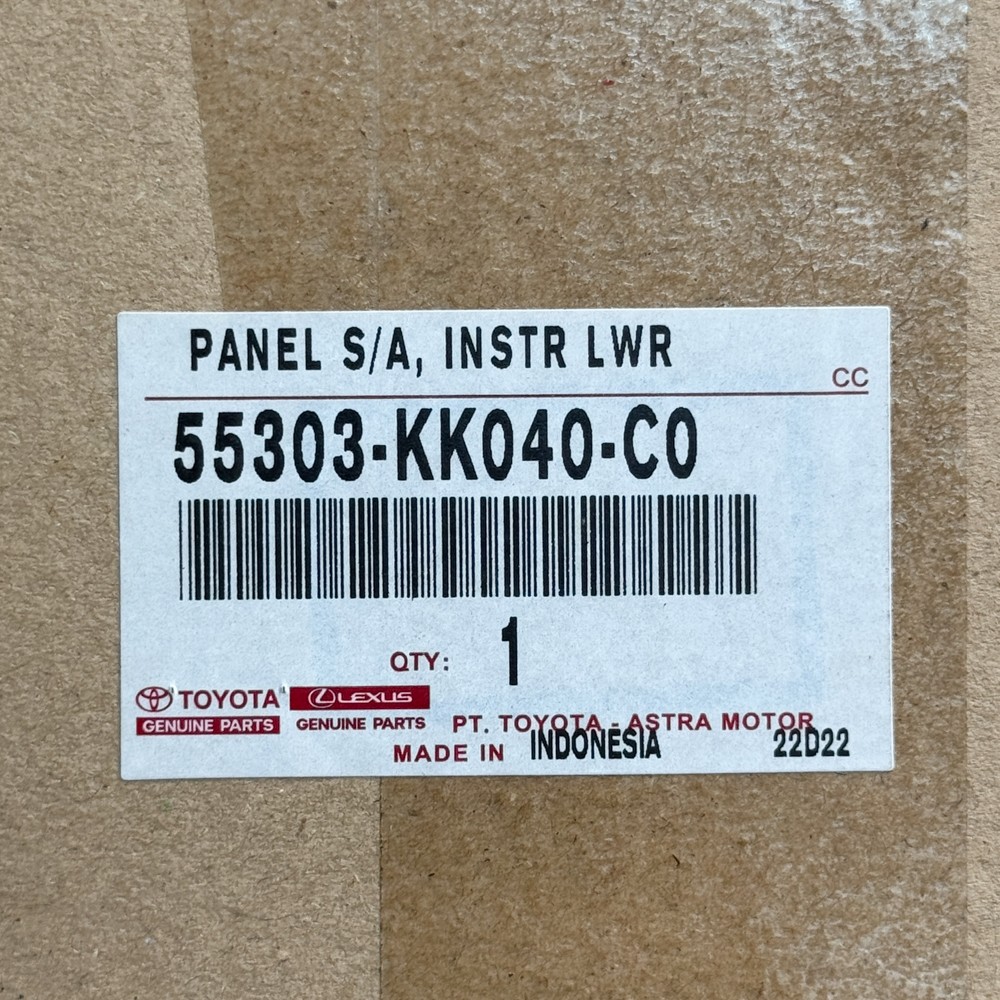 PANEL S/A, INSTR LWR
CC
55303-KK040-C0
QTY: 1
TOYOTA LEXUS
GENUINE PARTS GENUINE PARTS PT. TOYOTA - ASTRA MOTOR
MADE IN INDONESIA 22D22